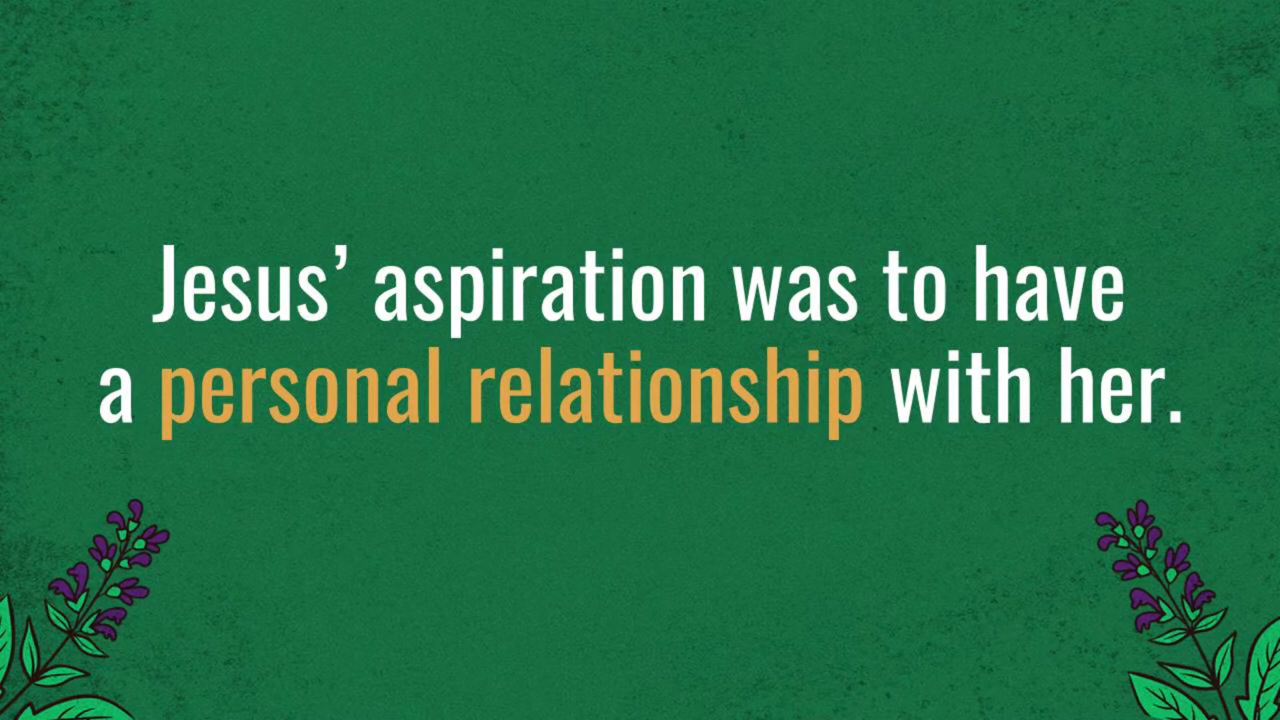 Jesus’ aspiration was to have
a personal relationship with her.